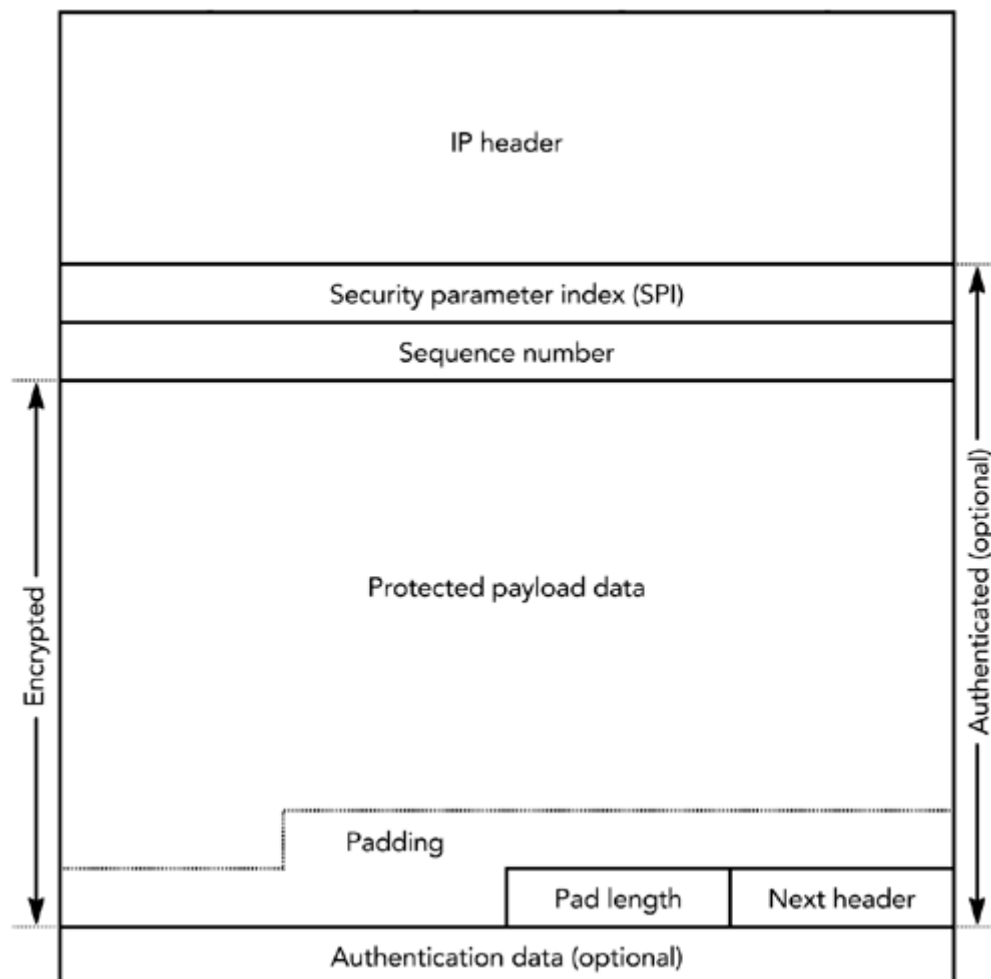 IP header
Security parameter index (SPI)
Sequence number
Encrypted
Protected payload data
Authenticated (optional)
Padding
Pad length
Next header
Authentication data (optional)